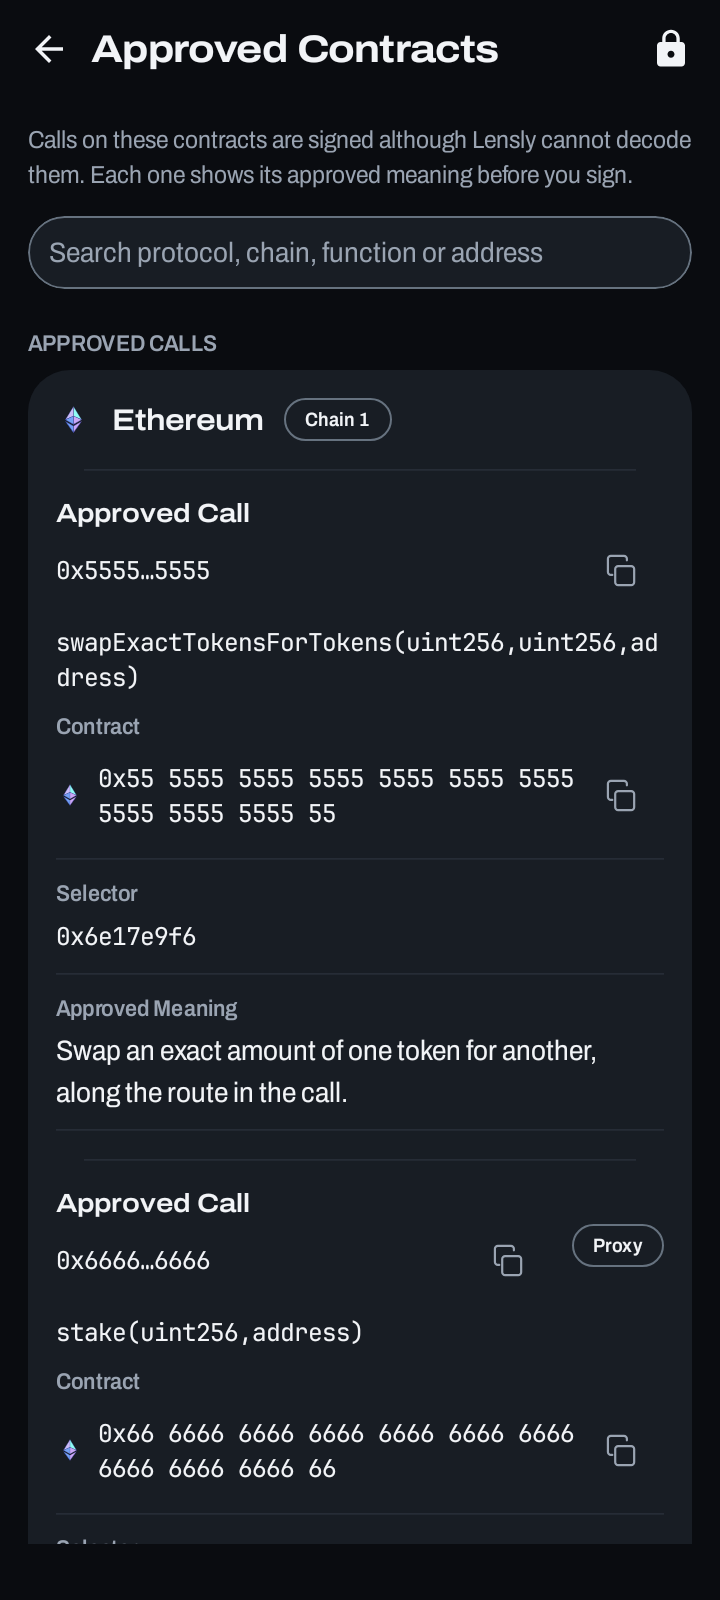 Approved Contracts
Calls on these contracts are signed although Lensly cannot decode
them. Each one shows its approved meaning before you sign.
Search protocol, chain, function or address
APPROVED CALLS
Ethereum
Chain 1
Approved Call
0x5555…5555
swapExactTokensForTokens(uint256,uint256,ad
dress)
Contract
0x55 5555 5555 5555 5555 5555 5555
5555 5555 5555 55
Selector
0x6e17e9f6
Approved Meaning
Swap an exact amount of one token for another,
along the route in the call.
Approved Call
Proxy
0x6666…6666
stake(uint256,address)
Contract
0x66 6666 6666 6666 6666 6666 6666
6666 6666 6666 66